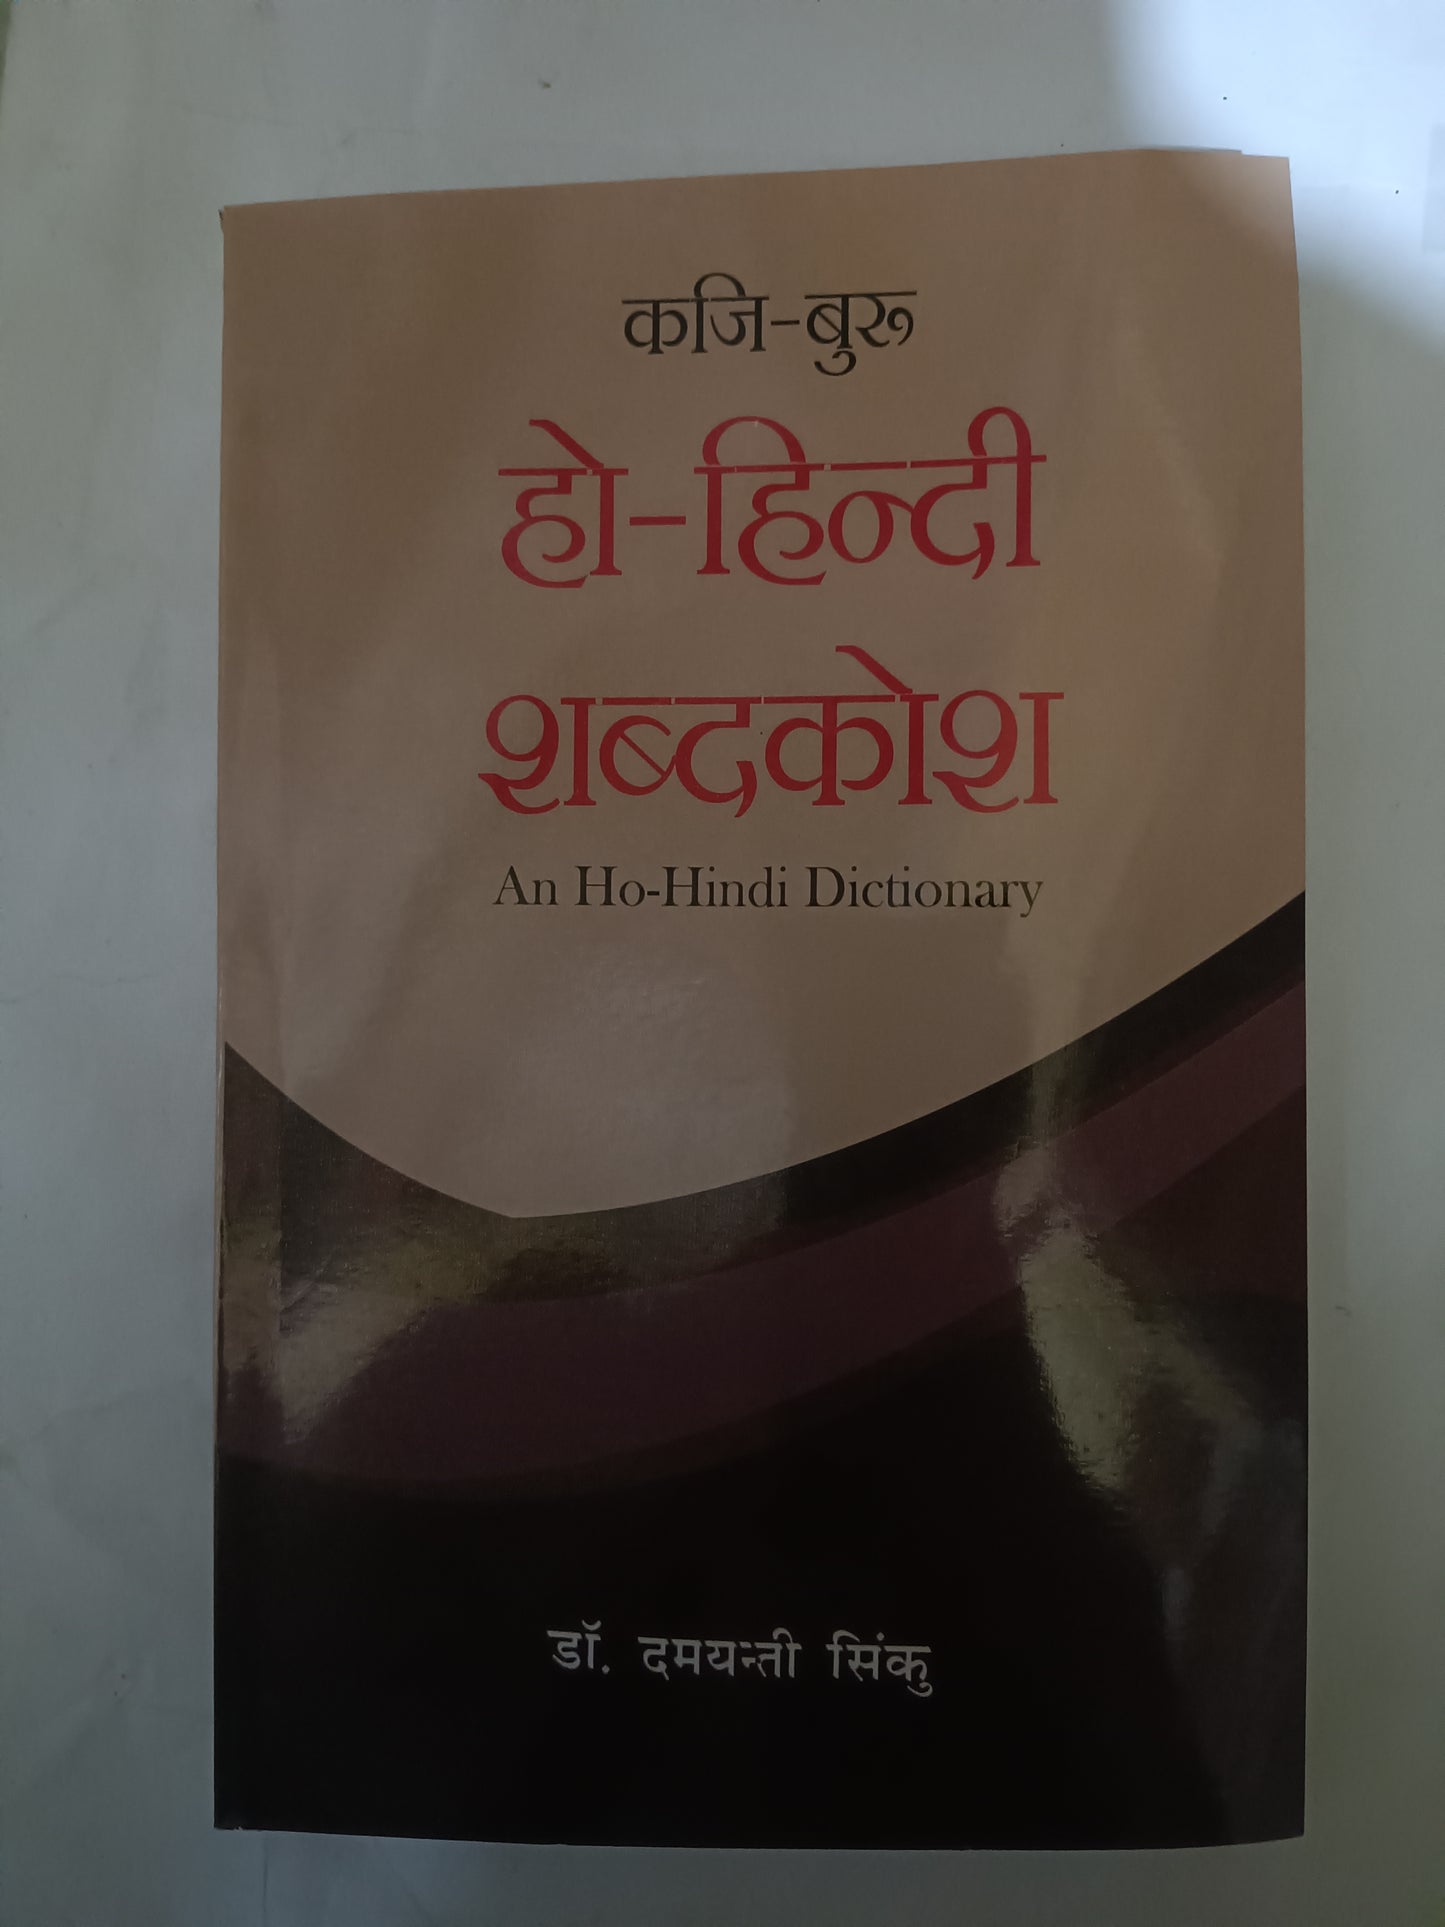 कजि-बुरू
हो-हिन्दी
शब्दकोश
An Ho-Hindi Dictionary
डॉ. दमयन्ती सिंकु